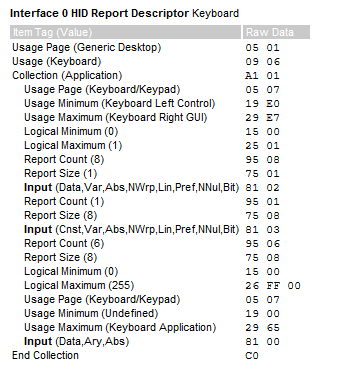 Interface 0 HID Report Descriptor Keyboard
Item Tag (Value) Raw Data
Usage Page (Generic Desktop) 05 01
Usage (Keyboard) 09 06
Collection (Application) A1 01
Usage Page (Keyboard/Keypad) 05 07
Usage Minimum (Keyboard Left Control) 19 E0
Usage Maximum (Keyboard Right GUI) 29 E7
Logical Minimum (0) 15 00
Logical Maximum (1) 25 01
Report Count (8) 95 08
Report Size (1) 75 01
Input (Data,Var,Abs,NWrp,Lin,Pref,NNul,Bit) 81 02
Report Count (1) 95 01
Report Size (8) 75 08
Input (Cnst,Var,Abs,NWrp,Lin,Pref,NNul,Bit) 81 03
Report Count (6) 95 06
Report Size (8) 75 08
Logical Minimum (0) 15 00
Logical Maximum (255) 26 FF 00
Usage Page (Keyboard/Keypad) 05 07
Usage Minimum (Undefined) 19 00
Usage Maximum (Keyboard Application) 29 65
Input (Data,Ary,Abs) 81 00
End Collection C0